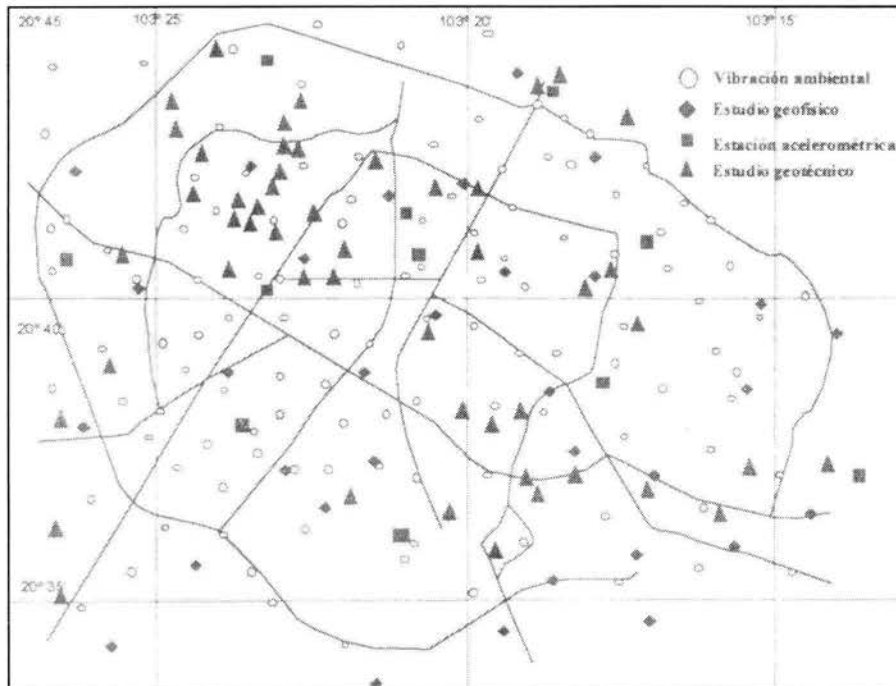 20° 45
103° 25
103° 20
103° 15
Vibración ambiental
Estudio geofísico
Estación acelerométrica
Estudio geotécnico
20° 40
20° 35